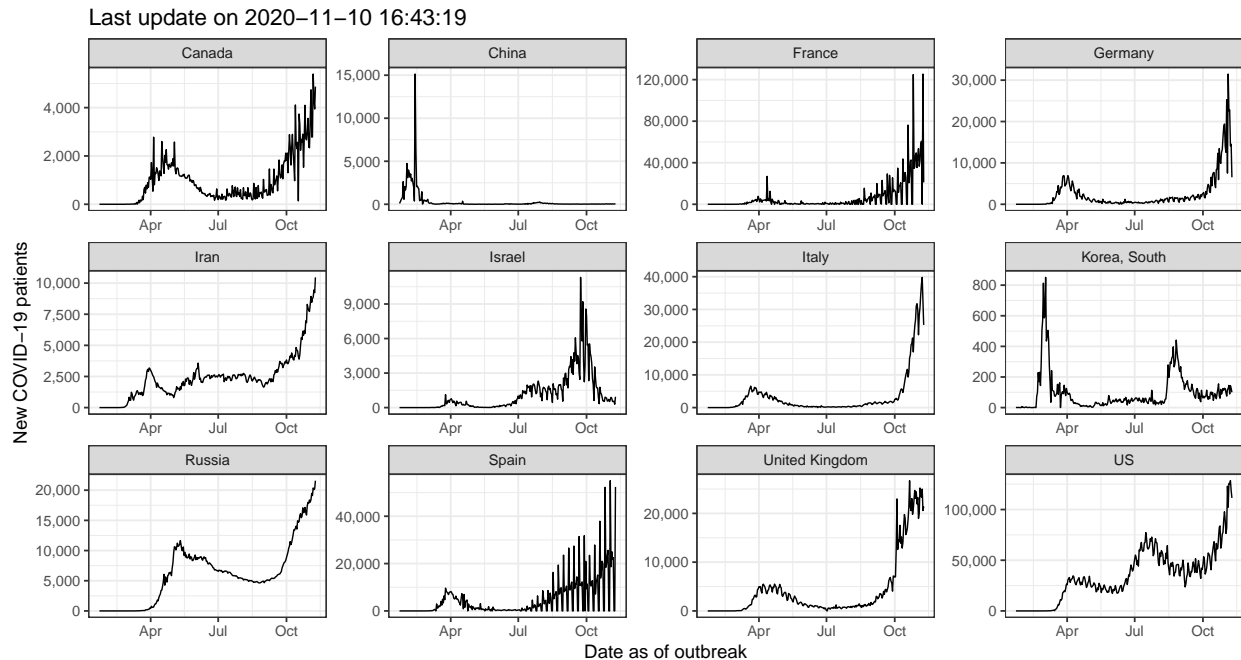 Last update on 2020−11−10 16:43:19
Canada China France Germany
4,000 15,000 120,000 30,000
2,000 10,000 80,000 20,000
5,000 40,000 10,000
0 0 0 0
Apr Jul Oct Apr Jul Oct Apr Jul Oct Apr Jul Oct
Iran Israel Italy Korea, South
10,000 9,000 40,000 800
7,500 6,000 30,000 600
5,000 3,000 20,000 400
2,500 10,000 200
0 0 0 0
Apr Jul Oct Apr Jul Oct Apr Jul Oct Apr Jul Oct
Russia Spain United Kingdom US
20,000 40,000 20,000 100,000
15,000 20,000 10,000 50,000
10,000
5,000
0 0 0 0
Apr Jul Oct Apr Jul Oct Apr Jul Oct Apr Jul Oct
New COVID−19 patients
Date as of outbreak